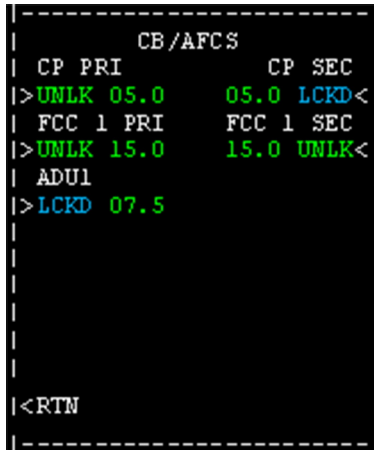 CB/AFCS
CP PRI CP SEC
>UNLK 05.0 05.0 LCKD<
FCC 1 PRI FCC 1 SEC
>UNLK 15.0 15.0 UNLK<
ADU1
>LCKD 07.5
<RTN